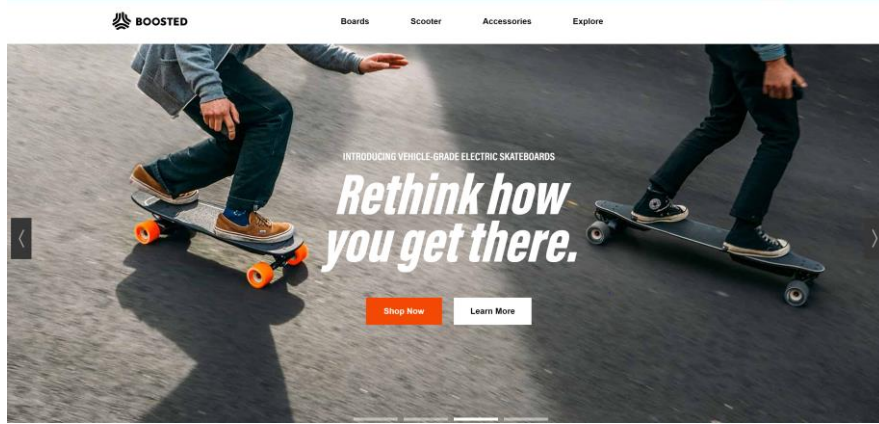 BOOSTED
Boards Scooter Accessories Explore
INTRODUCING VEHICLE-GRADE ELECTRIC SKATEBOARDS
Rethink how
you get there.
Shop Now Learn More